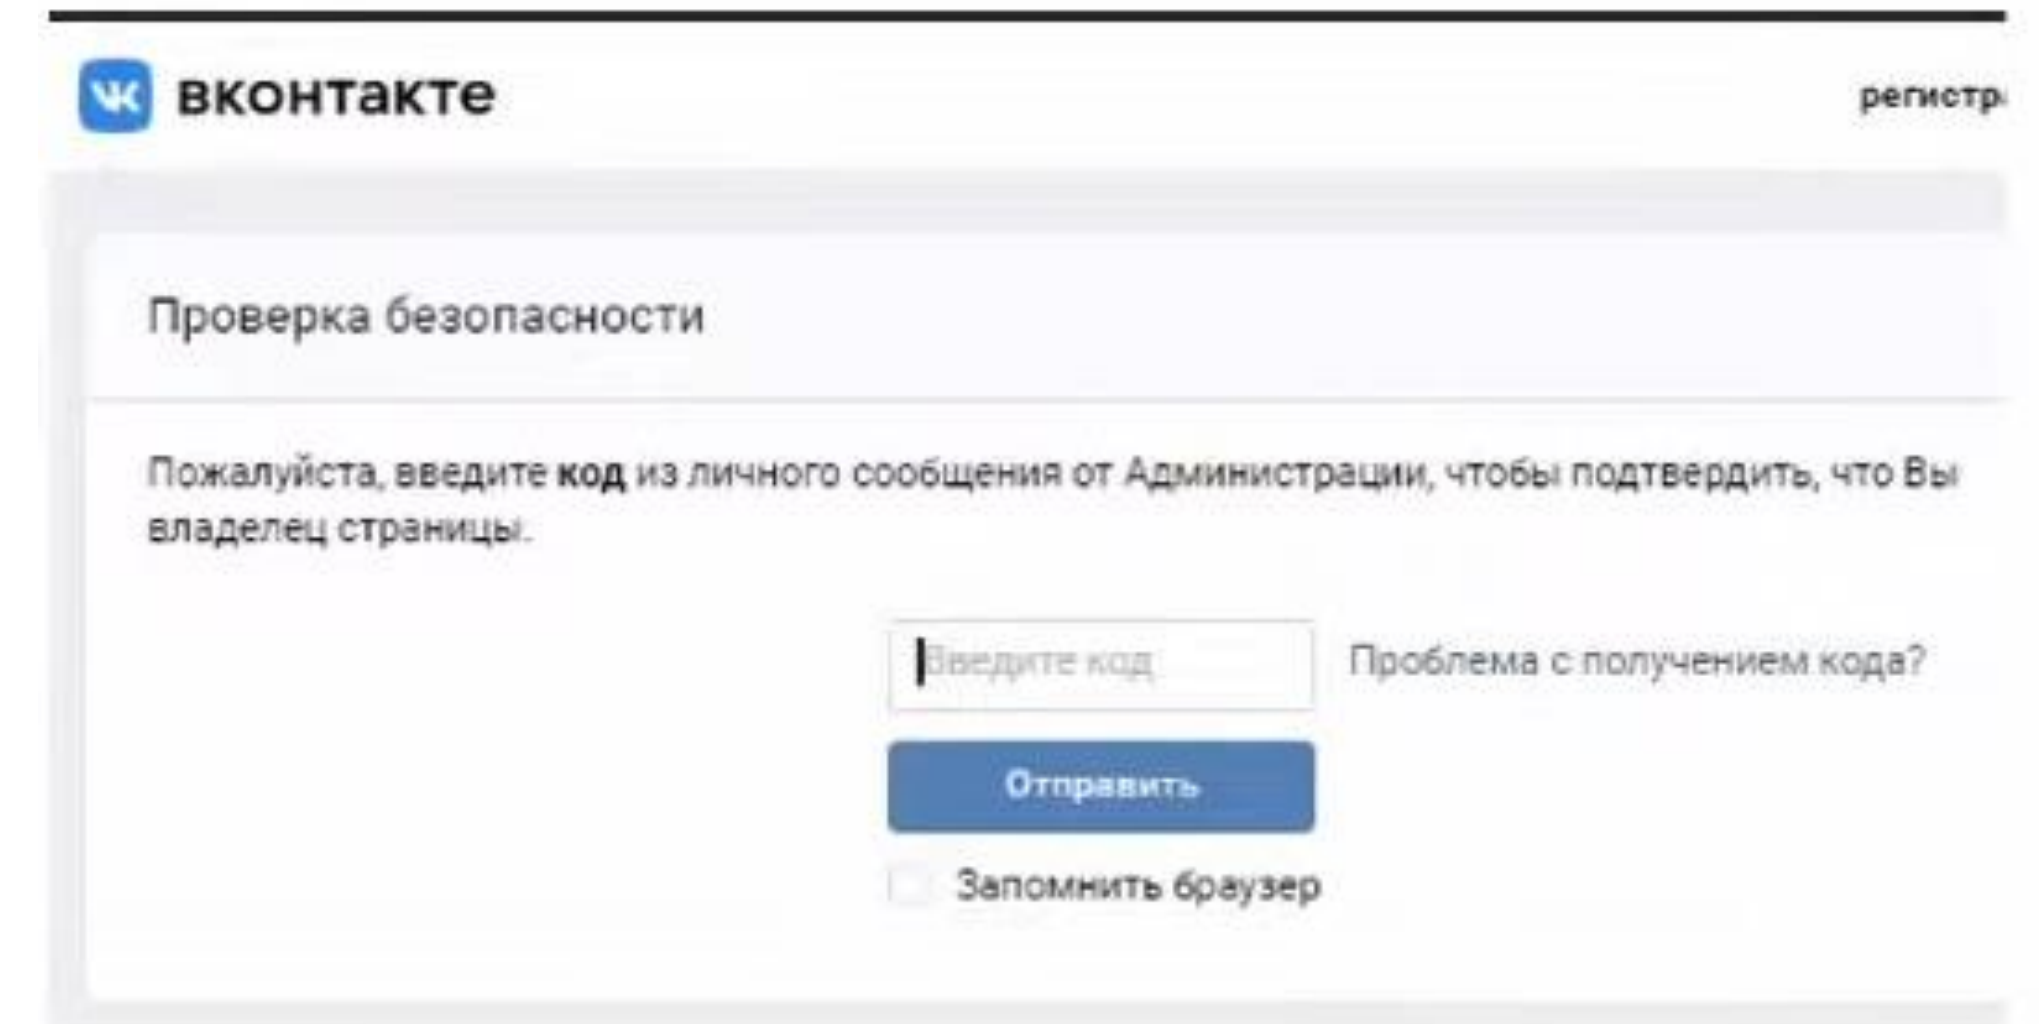 вконтакте
регистра
Проверка безопасности
Пожалуйста, введите код из личного сообщения от Администрации, чтобы подтвердить, что Вы
владелец страницы.
Введите код
Проблема с получением кода?
Отправить
Запомнить браузер